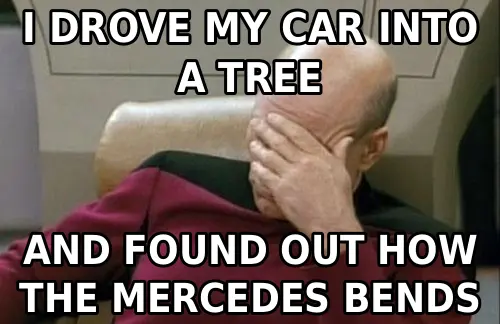 I DROVE MY CAR INTO
A TREE
AND FOUND OUT HOW
THE MERCEDES BENDS